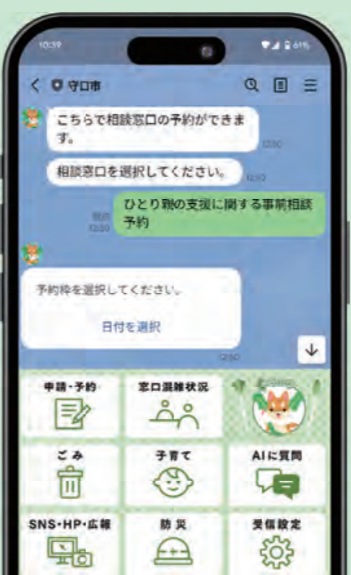 10:39
61%
守口市
こちらで相談窓口の予約ができま
す。
12:50
相談窓口を選択してください。
12:50
ひとり親の支援に関する事前相談
予約
既読
12:50
予約枠を選択してください。
日付を選択
12:50
申請・予約
窓口混雑状況
ごみ
子育て
AIに質問
SNS・HP・広報
防災
受信設定